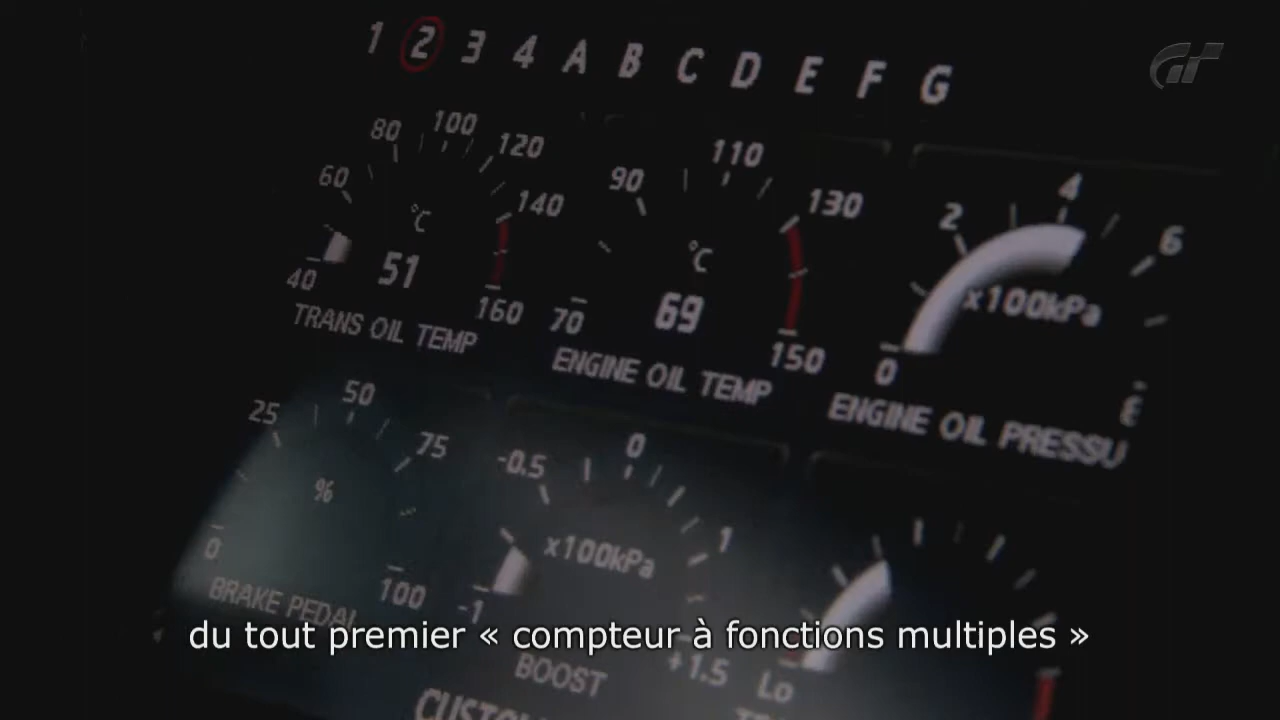 1 2 3 4 A B C D E F G
GT
60 80 100 120 140
°C
51
40 160
TRANS OIL TEMP
90 110 130
°C
69
70 150
ENGINE OIL TEMP
2 4 6
x100kPa
0
ENGINE OIL PRESSU
25 50 75
%
0 100
BRAKE PEDAL
-0.5 0 1
x100kPa
-1 +1.5
BOOST
Lo
du tout premier « compteur à fonctions multiples »